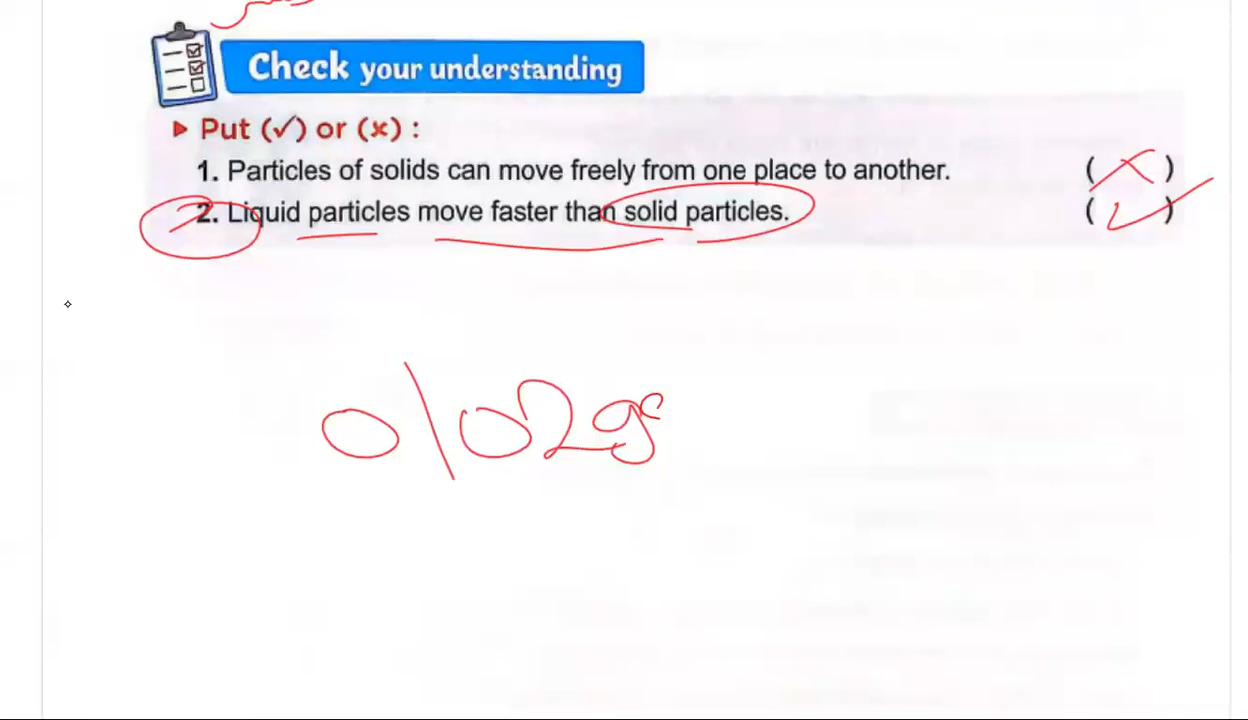 Check your understanding
▶ Put (✓) or (×) :
1. Particles of solids can move freely from one place to another. (×)
2. Liquid particles move faster than solid particles. (✓)